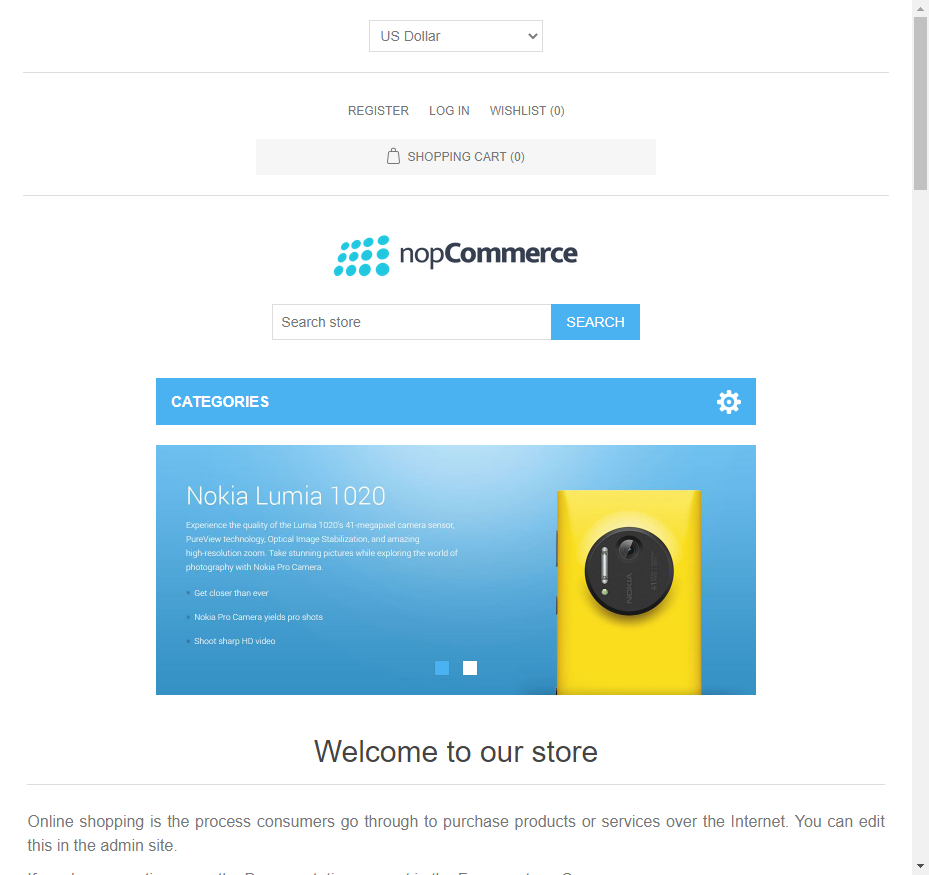 US Dollar
REGISTER LOG IN WISHLIST (0)
SHOPPING CART (0)
nopCommerce
Search store SEARCH
CATEGORIES
Nokia Lumia 1020
Experience the quality of the Lumia 1020's 41-megapixel camera sensor,
PureView technology, Optical Image Stabilization, and amazing
high-resolution zoom. Take stunning pictures while exploring the world of
photography with Nokia Pro Camera.
Get closer than ever
Nokia Pro Camera yields pro shots
Shoot sharp HD video
NOKIA
Welcome to our store
Online shopping is the process consumers go through to purchase products or services over the Internet. You can edit
this in the admin site.